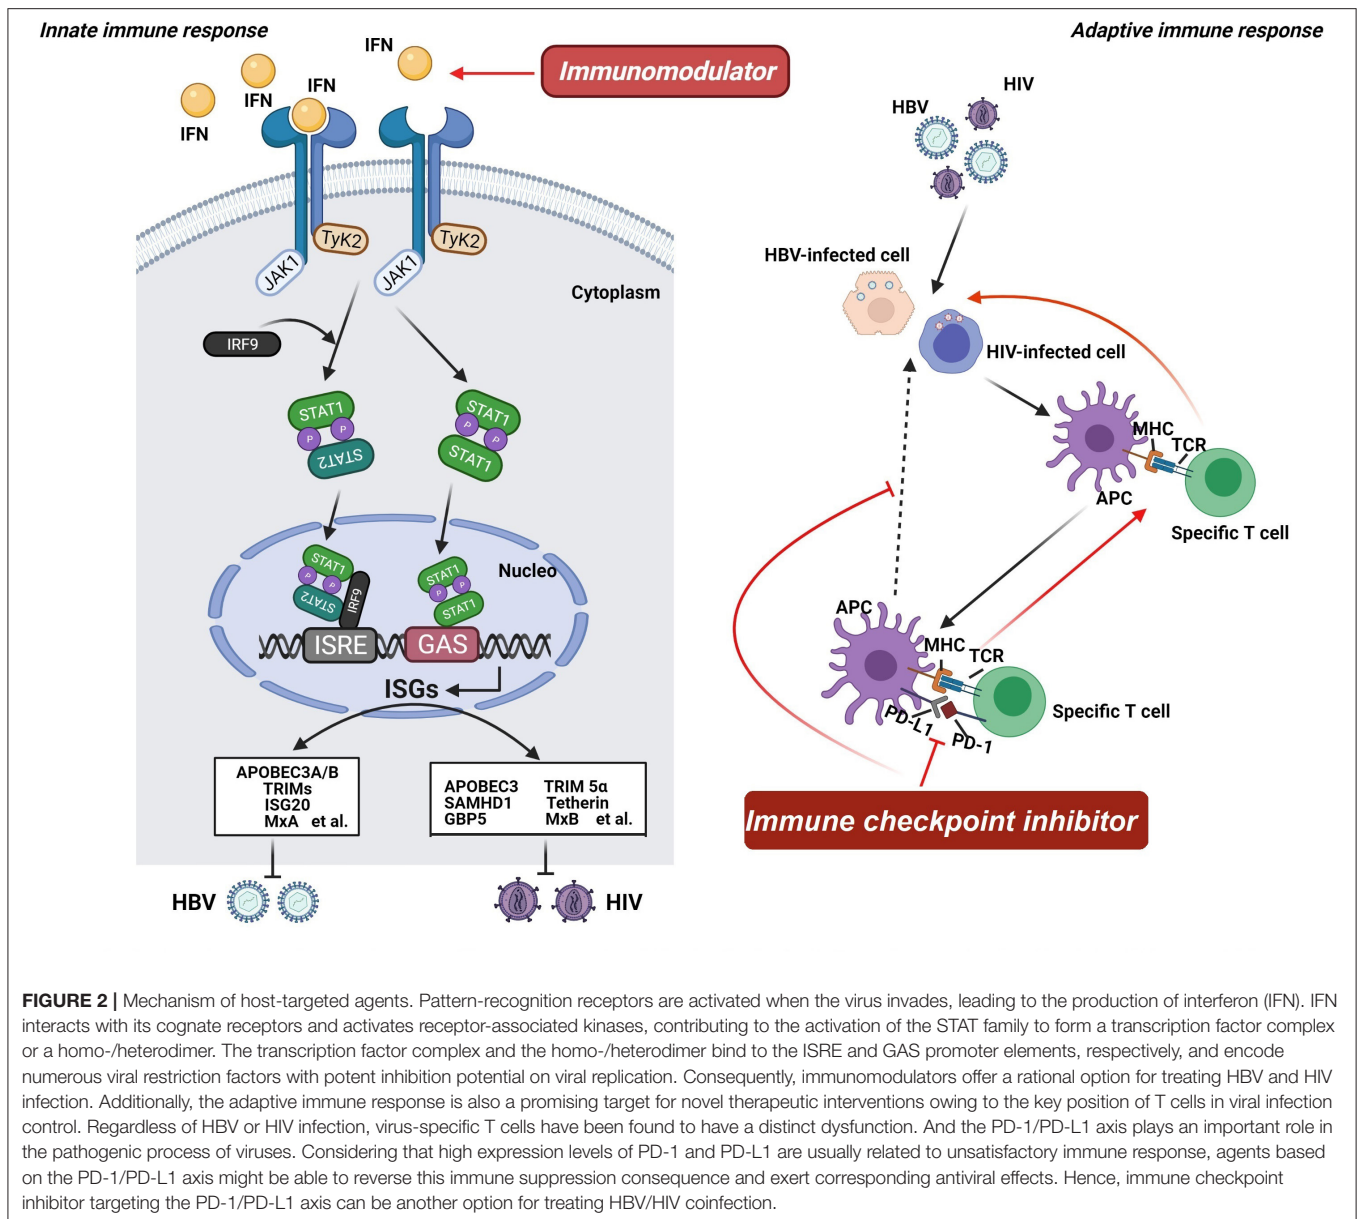 Innate immune response
Adaptive immune response
IFN
IFN
IFN
IFN
Immunomodulator
HIV
HBV
TyK2
TyK2
JAK1
JAK1
Cytoplasm
HBV-infected cell
HIV-infected cell
IRF9
STAT1
P
P
STAT2
STAT1
P
P
STAT1
MHC
TCR
APC
Specific T cell
Nucleo
STAT1
P
P
STAT2
IRF9
STAT1
P
P
STAT1
ISRE
GAS
ISGs
APC
MHC
TCR
PD-L1
PD-1
Specific T cell
APOBEC3A/B
TRIMs
ISG20
MxA et al.
APOBEC3 TRIM 5α
SAMHD1 Tetherin
GBP5 MxB et al.
Immune checkpoint inhibitor
HBV
HIV
FIGURE 2 | Mechanism of host-targeted agents. Pattern-recognition receptors are activated when the virus invades, leading to the production of interferon (IFN). IFN
interacts with its cognate receptors and activates receptor-associated kinases, contributing to the activation of the STAT family to form a transcription factor complex
or a homo-/heterodimer. The transcription factor complex and the homo-/heterodimer bind to the ISRE and GAS promoter elements, respectively, and encode
numerous viral restriction factors with potent inhibition potential on viral replication. Consequently, immunomodulators offer a rational option for treating HBV and HIV
infection. Additionally, the adaptive immune response is also a promising target for novel therapeutic interventions owing to the key position of T cells in viral infection
control. Regardless of HBV or HIV infection, virus-specific T cells have been found to have a distinct dysfunction. And the PD-1/PD-L1 axis plays an important role in
the pathogenic process of viruses. Considering that high expression levels of PD-1 and PD-L1 are usually related to unsatisfactory immune response, agents based
on the PD-1/PD-L1 axis might be able to reverse this immune suppression consequence and exert corresponding antiviral effects. Hence, immune checkpoint
inhibitor targeting the PD-1/PD-L1 axis can be another option for treating HBV/HIV coinfection.